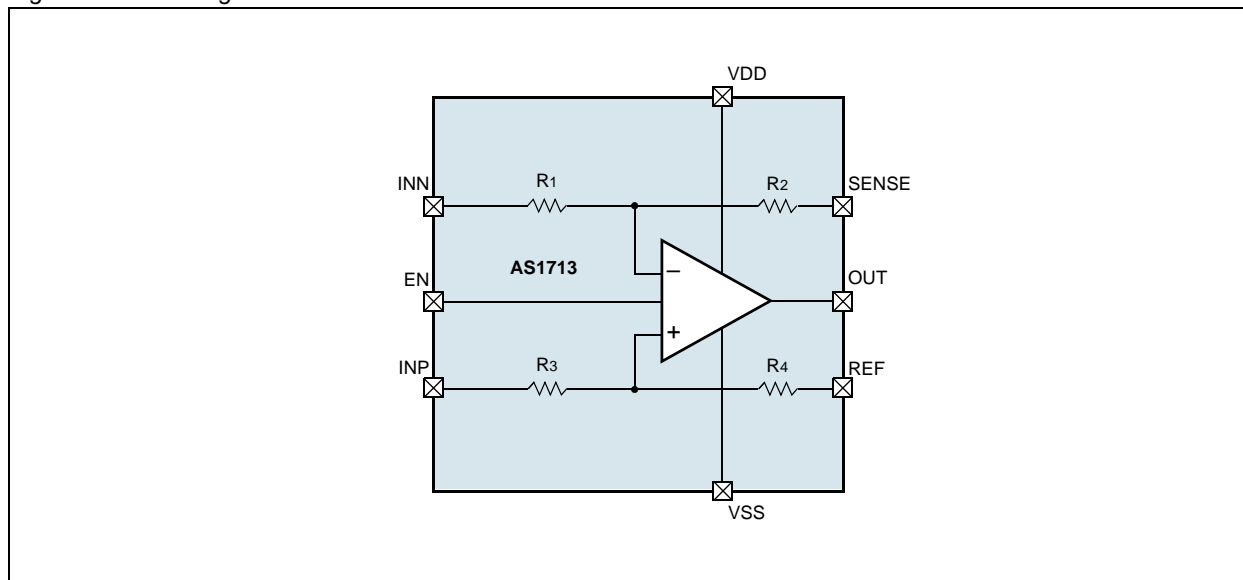 VDD
INN
R1
R2
SENSE
AS1713
EN
OUT
−
+
INP
R3
R4
REF
VSS